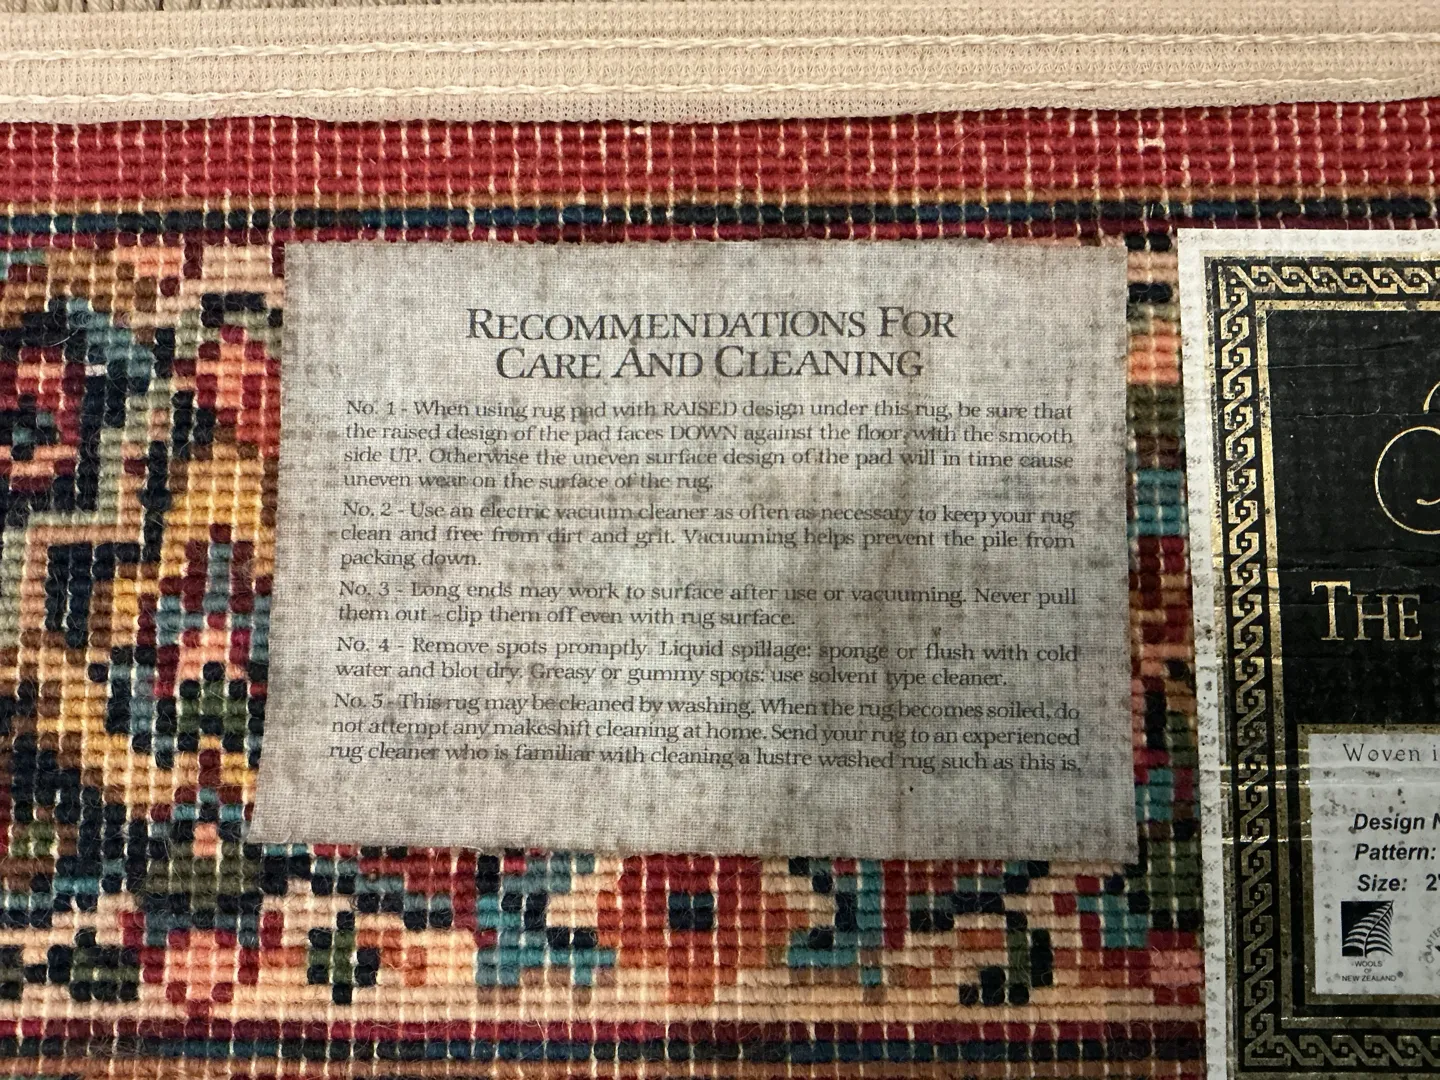 RECOMMENDATIONS FOR
CARE AND CLEANING
No. 1 - When using rug pad with RAISED design under this rug, be sure that
the raised design of the pad faces DOWN against the floor, with the smooth
side UP. Otherwise the uneven surface design of the pad will in time cause
uneven wear on the surface of the rug.
No. 2 - Use an electric vacuum cleaner as often as necessary to keep your rug
clean and free from dirt and grit. Vacuuming helps prevent the pile from
packing down.
No. 3 - Long ends may work to surface after use or vacuuming. Never pull
them out - clip them off even with rug surface.
No. 4 - Remove spots promptly. Liquid spillage: sponge or flush with cold
water and blot dry. Greasy or gummy spots: use solvent type cleaner.
No. 5 - This rug may be cleaned by washing. When the rug becomes soiled, do
not attempt any makeshift cleaning at home. Send your rug to an experienced
rug cleaner who is familiar with cleaning a lustre washed rug such as this is.
THE
Woven i
Design
Pattern:
Size: 2'
WOOLS
OF
NEW ZEALAND®